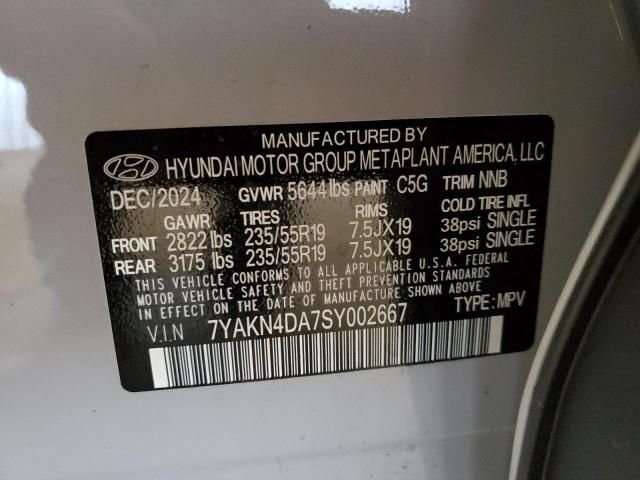 MANUFACTURED BY
HYUNDAI MOTOR GROUP METAPLANT AMERICA, LLC
DEC/2024 GVWR 5644 lbs PAINT C5G TRIM NNB
GAWR TIRES RIMS COLD TIRE INFL
FRONT 2822 lbs 235/55R19 7.5JX19 38psi SINGLE
REAR 3175 lbs 235/55R19 7.5JX19 38psi SINGLE
THIS VEHICLE CONFORMS TO ALL APPLICABLE U.S.A. FEDERAL
MOTOR VEHICLE SAFETY, BUMPER, AND THEFT PREVENTION STANDARDS
IN EFFECT ON THE DATE OF MANUFACTURE SHOWN ABOVE.
V.I.N 7YAKN4DA7SY002667 TYPE: MPV